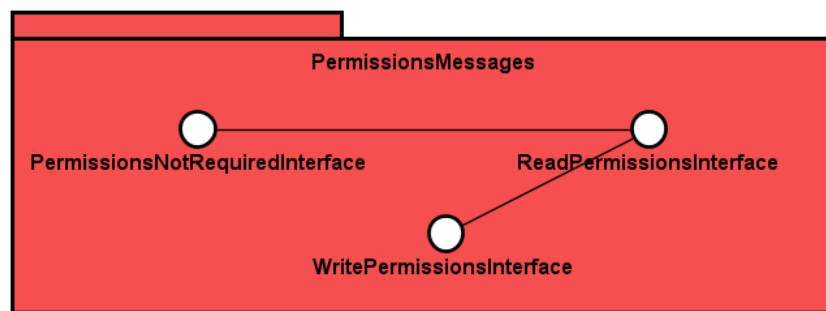 PermissionsMessages
PermissionsNotRequiredInterface
ReadPermissionsInterface
WritePermissionsInterface